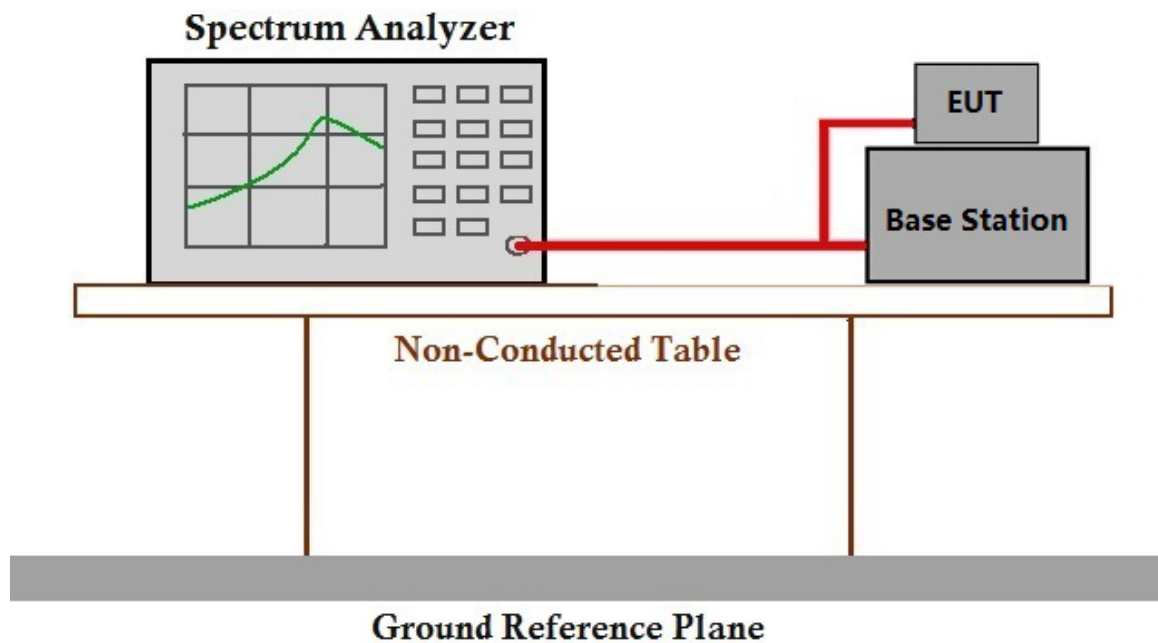 Spectrum Analyzer
EUT
Base Station
Non-Conducted Table
Ground Reference Plane